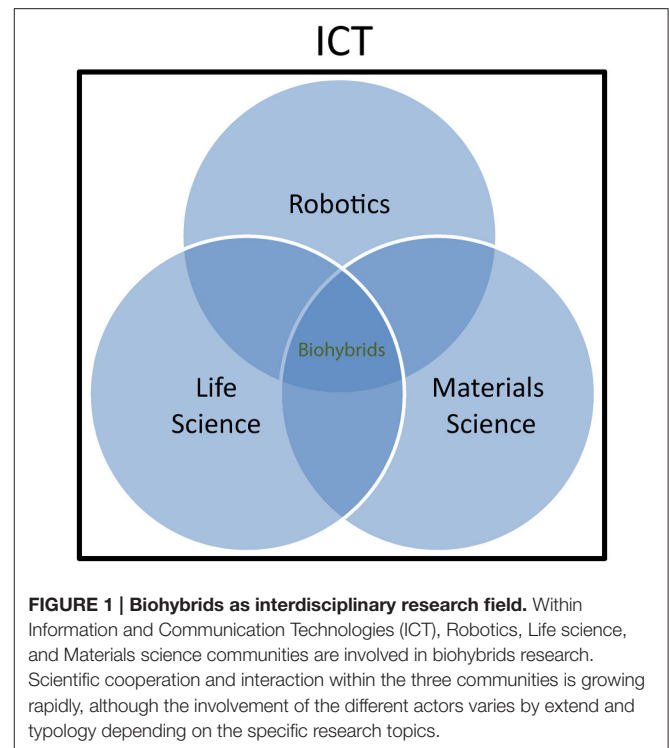 ICT
Robotics
Biohybrids
Life
Science
Materials
Science
FIGURE 1 | Biohybrids as interdisciplinary research field. Within
Information and Communication Technologies (ICT), Robotics, Life science,
and Materials science communities are involved in biohybrids research.
Scientific cooperation and interaction within the three communities is growing
rapidly, although the involvement of the different actors varies by extend and
typology depending on the specific research topics.